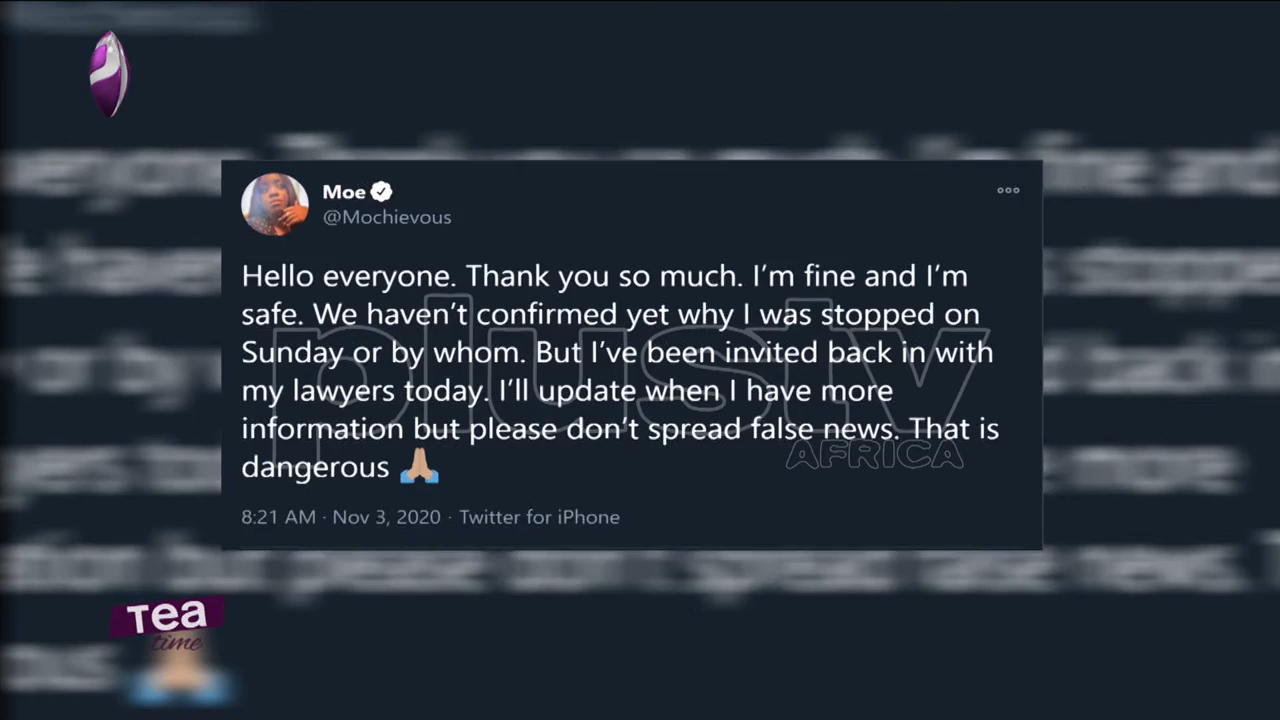 Moe
@Mochievous
Hello everyone. Thank you so much. I’m fine and I’m
safe. We haven’t confirmed yet why I was stopped on
Sunday or by whom. But I’ve been invited back in with
my lawyers today. I’ll update when I have more
information but please don’t spread false news. That is
dangerous 🙏🏼
8:21 AM · Nov 3, 2020 · Twitter for iPhone
plustv
AFRICA
Tea
time